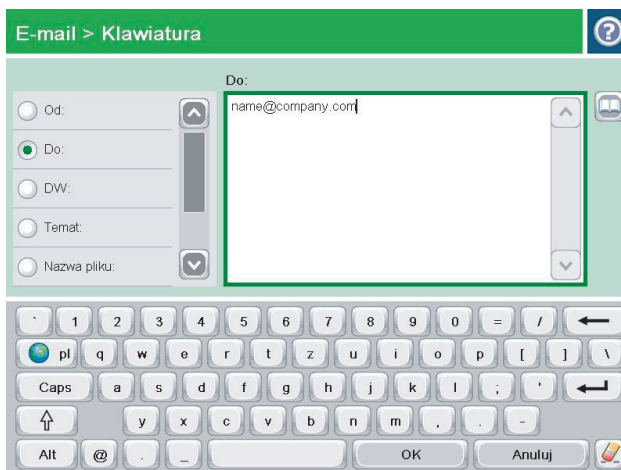 E-mail > Klawiatura
?
Do:
Od:
Do:
DW:
Temat:
Nazwa pliku:
name@company.com
` 1 2 3 4 5 6 7 8 9 0 = /
pl q w e r t z u i o p [ ] \
Caps a s d f g h j k l ; '
y x c v b n m , . -
Alt @ . _ OK Anuluj